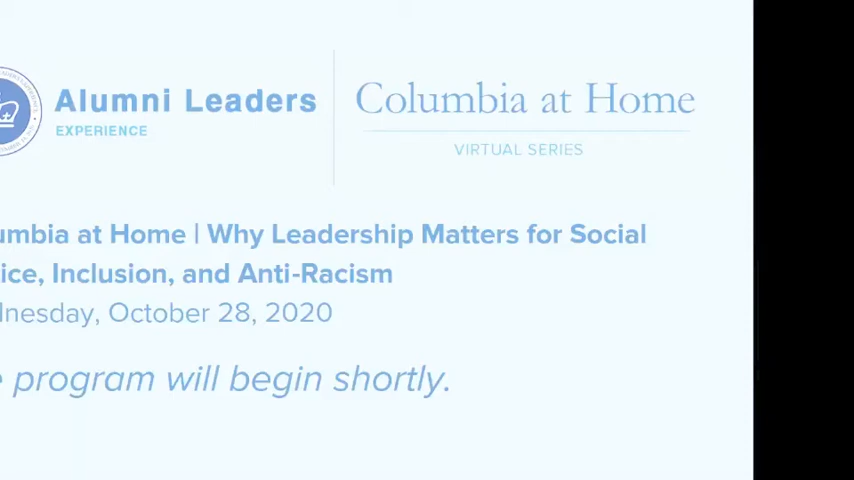 Alumni Leaders
EXPERIENCE
Columbia at Home
VIRTUAL SERIES
umbia at Home | Why Leadership Matters for Social
ice, Inclusion, and Anti-Racism
nesday, October 28, 2020
program will begin shortly.